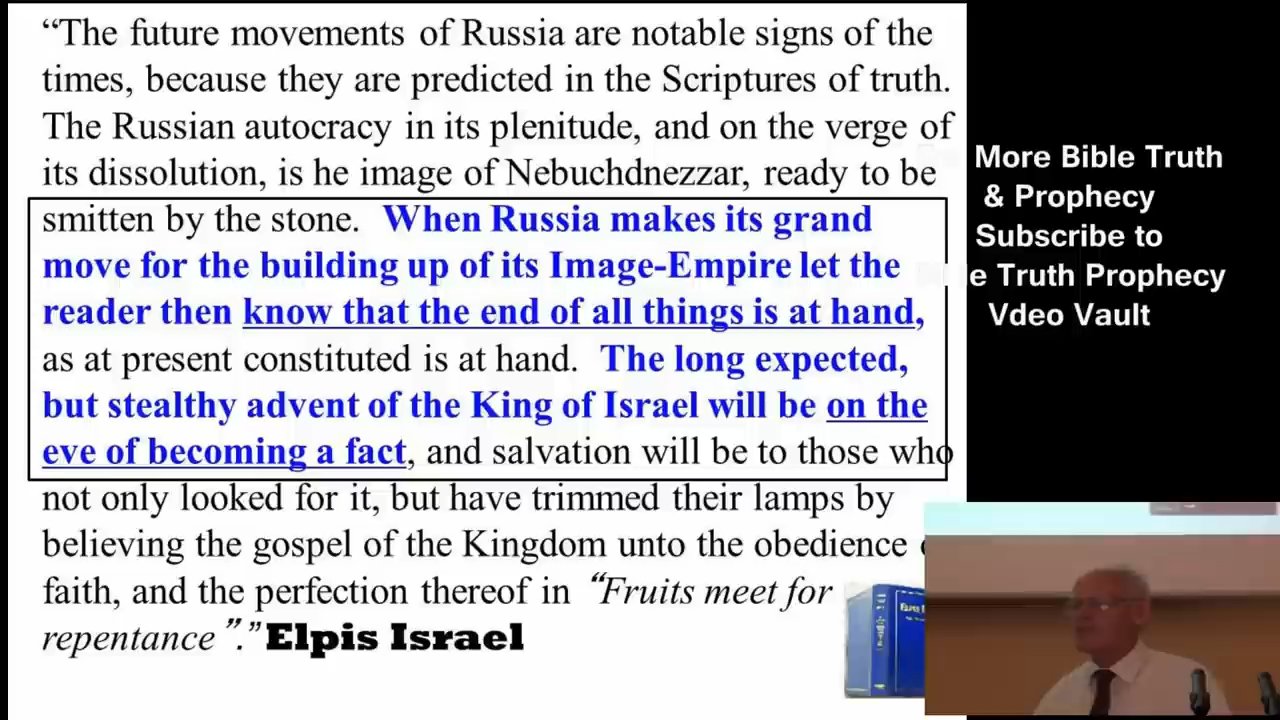 “The future movements of Russia are notable signs of the
times, because they are predicted in the Scriptures of truth.
The Russian autocracy in its plenitude, and on the verge of
its dissolution, is he image of Nebuchdnezzar, ready to be
smitten by the stone. When Russia makes its grand
move for the building up of its Image-Empire let the
reader then know that the end of all things is at hand,
as at present constituted is at hand. The long expected,
but stealthy advent of the King of Israel will be on the
eve of becoming a fact, and salvation will be to those who
not only looked for it, but have trimmed their lamps by
believing the gospel of the Kingdom unto the obedience
faith, and the perfection thereof in “Fruits meet for
repentance”.” Elpis Israel
More Bible Truth
& Prophecy
Subscribe to
e Truth Prophecy
Vdeo Vault